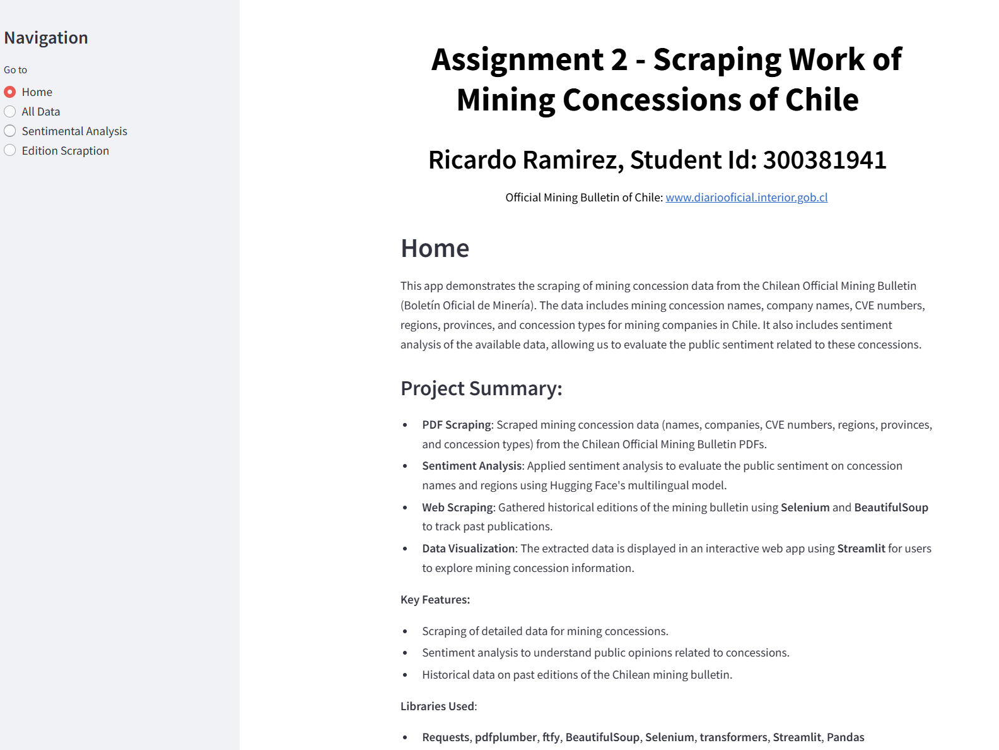 Navigation
Go to
Home
All Data
Sentimental Analysis
Edition Scraption
Assignment 2 - Scraping Work of
Mining Concessions of Chile
Ricardo Ramirez, Student Id: 300381941
Official Mining Bulletin of Chile: www.diariooficial.interior.gob.cl
Home
This app demonstrates the scraping of mining concession data from the Chilean Official Mining Bulletin
(Boletín Oficial de Minería). The data includes mining concession names, company names, CVE numbers,
regions, provinces, and concession types for mining companies in Chile. It also includes sentiment
analysis of the available data, allowing us to evaluate the public sentiment related to these concessions.
Project Summary:
• PDF Scraping: Scraped mining concession data (names, companies, CVE numbers, regions, provinces,
and concession types) from the Chilean Official Mining Bulletin PDFs.
• Sentiment Analysis: Applied sentiment analysis to evaluate the public sentiment on concession
names and regions using Hugging Face's multilingual model.
• Web Scraping: Gathered historical editions of the mining bulletin using Selenium and BeautifulSoup
to track past publications.
• Data Visualization: The extracted data is displayed in an interactive web app using Streamlit for users
to explore mining concession information.
Key Features:
• Scraping of detailed data for mining concessions.
• Sentiment analysis to understand public opinions related to concessions.
• Historical data on past editions of the Chilean mining bulletin.
Libraries Used:
• Requests, pdfplumber, ftfy, BeautifulSoup, Selenium, transformers, Streamlit, Pandas